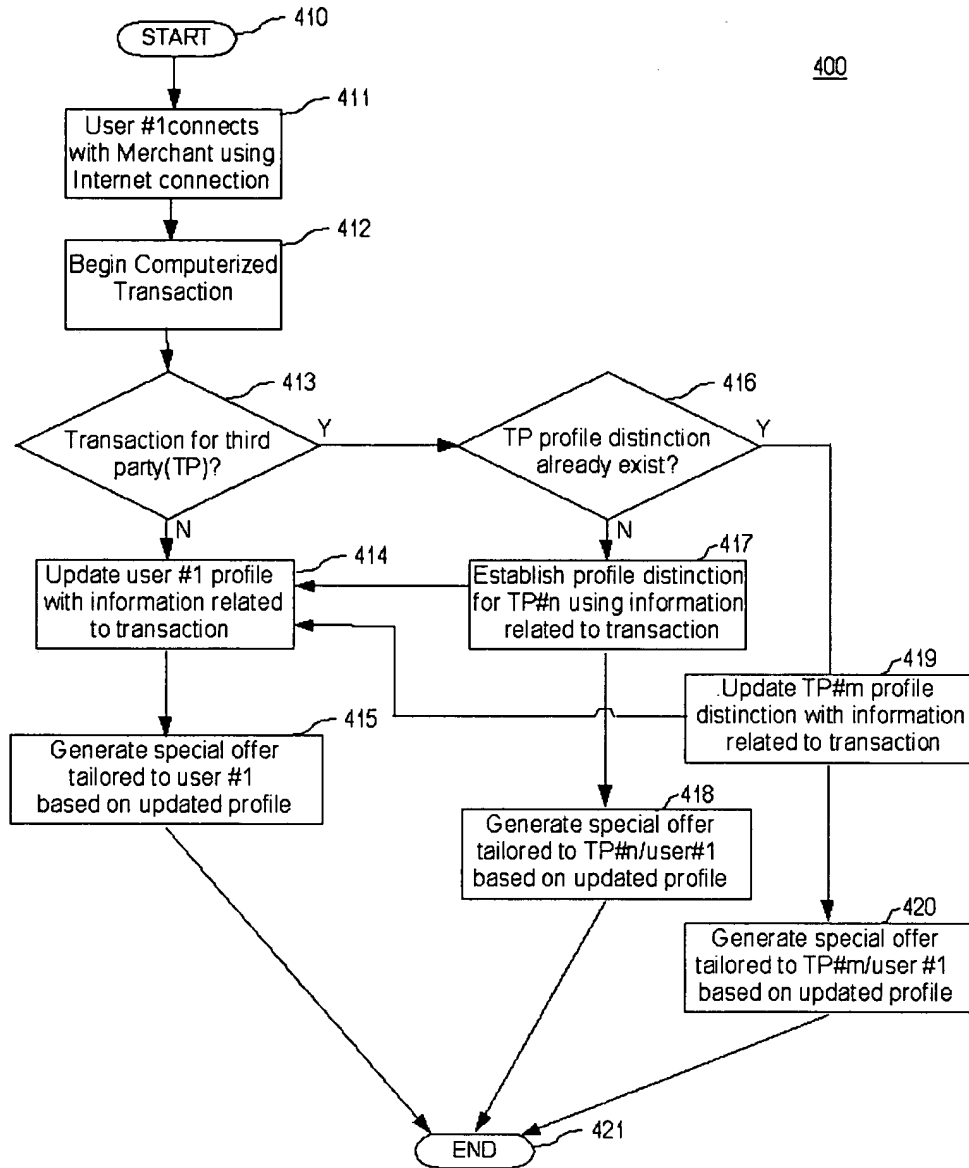 START
410
400
411
User #1connects
with Merchant using
Internet connection
412
Begin Computerized
Transaction
413
Transaction for third
party(TP)?
Y
N
416
TP profile distinction
already exist?
Y
N
414
Update user #1 profile
with information related
to transaction
417
Establish profile distinction
for TP#n using information
related to transaction
419
.Update TP#m profile
distinction with information
related to transaction
415
Generate special offer
tailored to user #1
based on updated profile
418
Generate special offer
tailored to TP#n/user#1
based on updated profile
420
Generate special offer
tailored to TP#m/user #1
based on updated profile
END
421